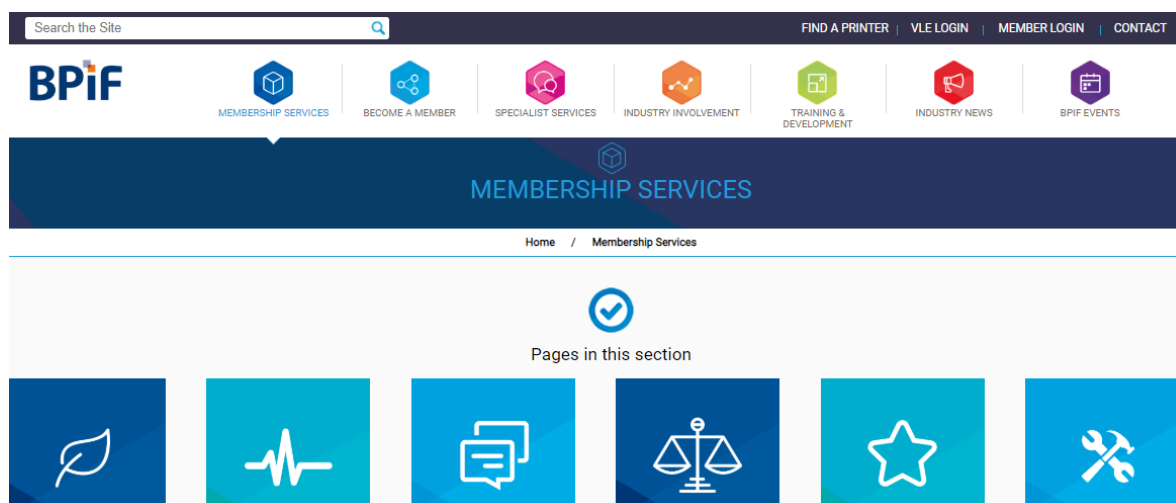 Search the Site
FIND A PRINTER | VLE LOGIN | MEMBER LOGIN | CONTACT
BPiF
MEMBERSHIP SERVICES
BECOME A MEMBER
SPECIALIST SERVICES
INDUSTRY INVOLVEMENT
TRAINING &
DEVELOPMENT
INDUSTRY NEWS
BPIF EVENTS
MEMBERSHIP SERVICES
Home / Membership Services
Pages in this section